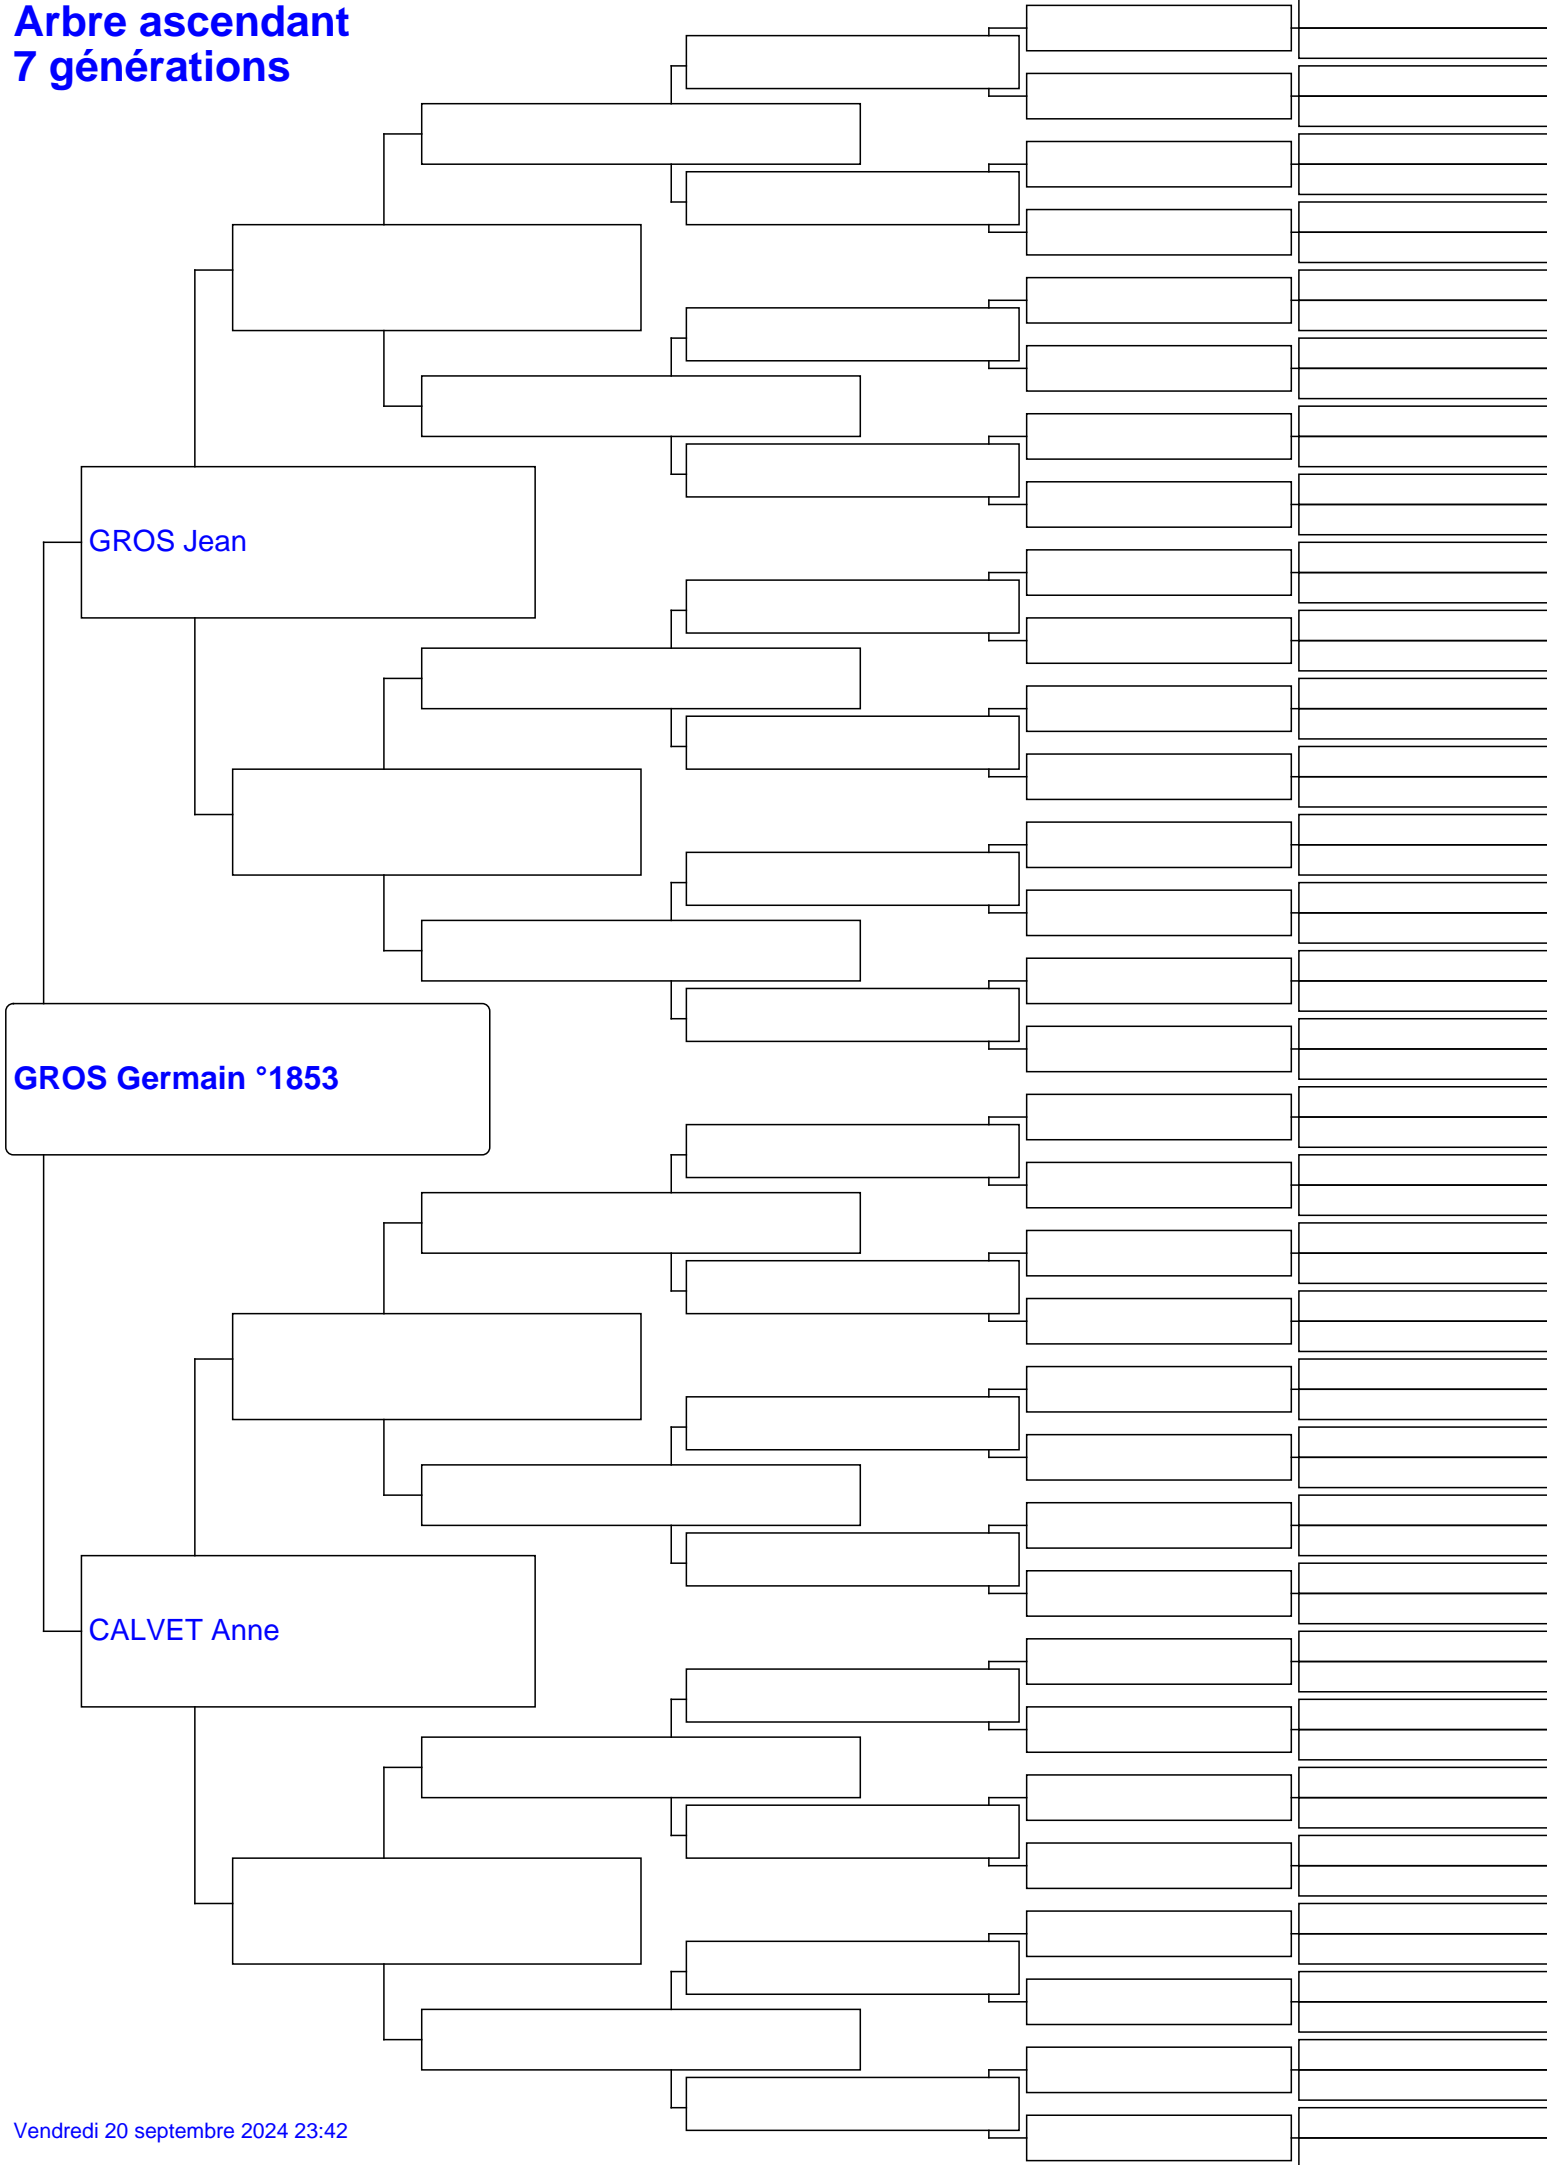 Arbre ascendant
7 générations
GROS Jean
GROS Germain °1853
CALVET Anne
Vendredi 20 septembre 2024 23:42